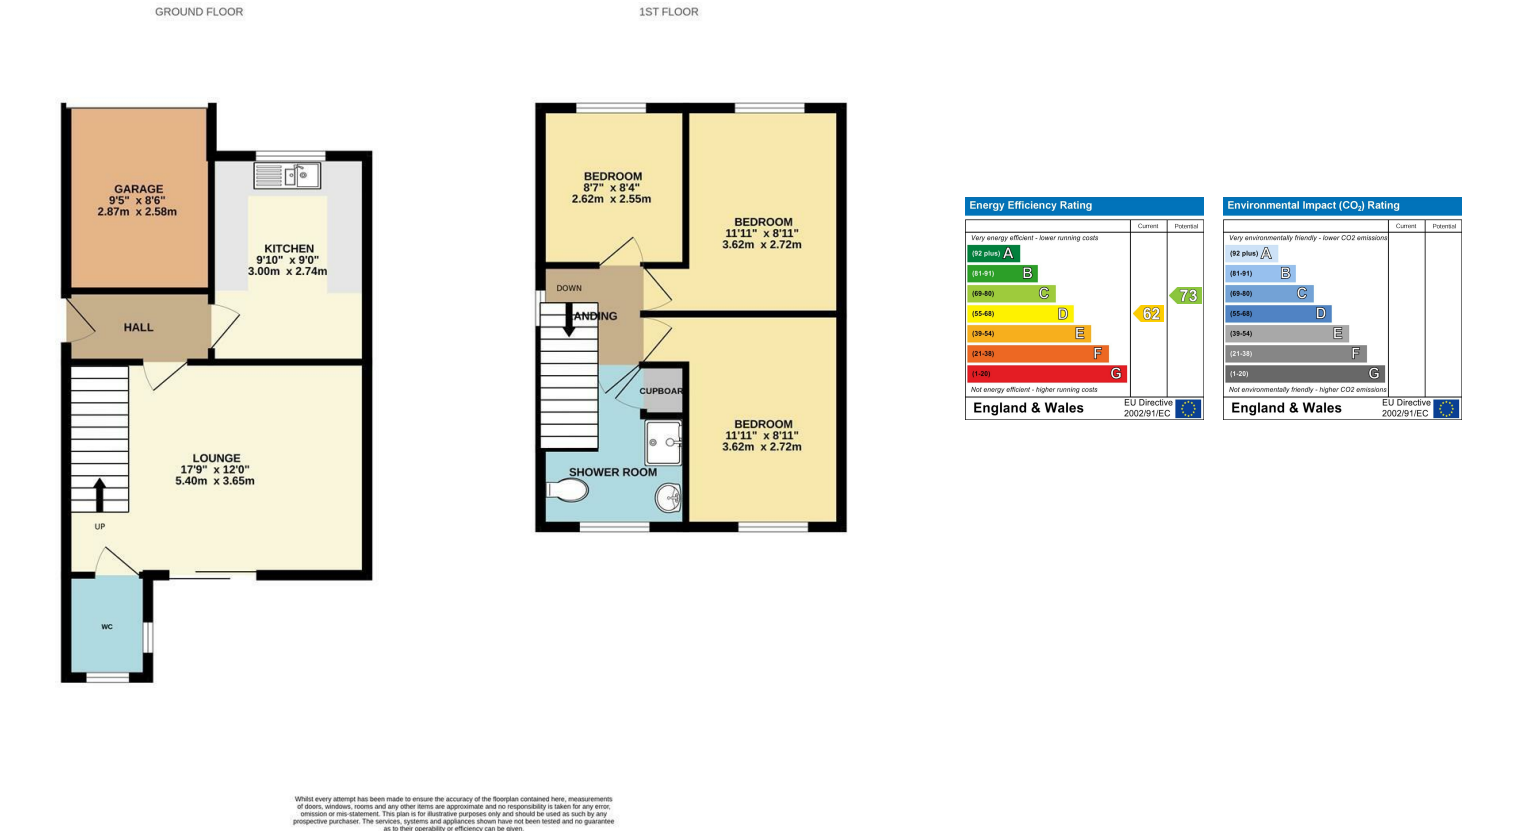 GROUND FLOOR
1ST FLOOR
GARAGE
9'5" x 8'6"
2.87m x 2.58m
KITCHEN
9'10" x 9'0"
3.00m x 2.74m
HALL
LOUNGE
17'9" x 12'0"
5.40m x 3.65m
UP
WC
BEDROOM
8'7" x 8'4"
2.62m x 2.55m
BEDROOM
11'11" x 8'11"
3.62m x 2.72m
DOWN
ANDING
CUPBOAR
BEDROOM
11'11" x 8'11"
3.62m x 2.72m
SHOWER ROOM
Energy Efficiency Rating
Current Potential
Very energy efficient - lower running costs
(92 plus) A
(81-91) B
(69-80) C
73
(55-68) D
62
(39-54) E
(21-38) F
(1-20) G
Not energy efficient - higher running costs
England & Wales
EU Directive
2002/91/EC
Environmental Impact (CO₂) Rating
Current Potential
Very environmentally friendly - lower CO2 emissions
(92 plus) A
(81-91) B
(69-80) C
(55-68) D
(39-54) E
(21-38) F
(1-20) G
Not environmentally friendly - higher CO2 emissions
England & Wales
EU Directive
2002/91/EC
Whilst every attempt has been made to ensure the accuracy of the floorplan contained here, measurements
of doors, windows, rooms and any other items are approximate and no responsibility is taken for any error,
omission or mis-statement. This plan is for illustrative purposes only and should be used as such by any
prospective purchaser. The services, systems and appliances shown have not been tested and no guarantee
as to their operability or efficiency can be given.